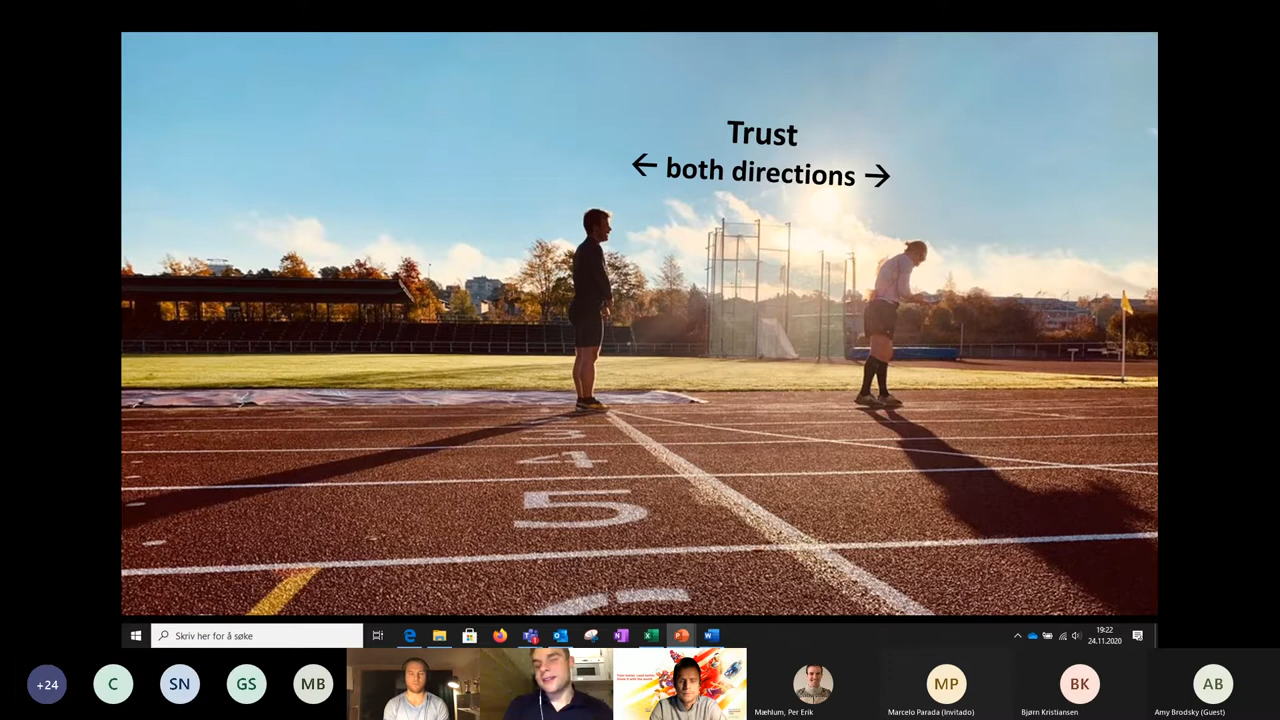 Trust
← both directions →
3
4
5
Skriv her for å søke
19:22
24.11.2020
+24
C
SN
GS
MB
MP
BK
AB
Mæhlum, Per Erik
Marcelo Parada (Invitado)
Bjørn Kristiansen
Amy Brodsky (Guest)